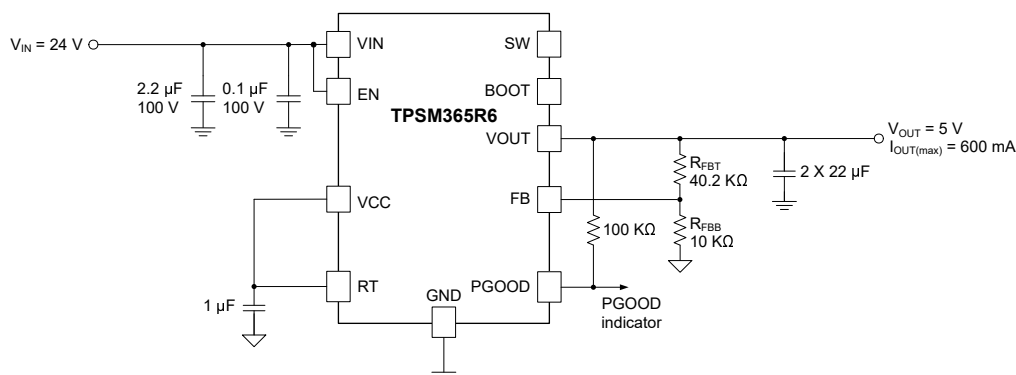 V_IN = 24 V
2.2 µF
100 V
0.1 µF
100 V
VIN
EN
VCC
RT
1 µF
GND
TPSM365R6
SW
BOOT
VOUT
FB
PGOOD
100 KΩ
R_FBT
40.2 KΩ
R_FBB
10 KΩ
2 X 22 µF
V_OUT = 5 V
I_OUT(max) = 600 mA
PGOOD
indicator